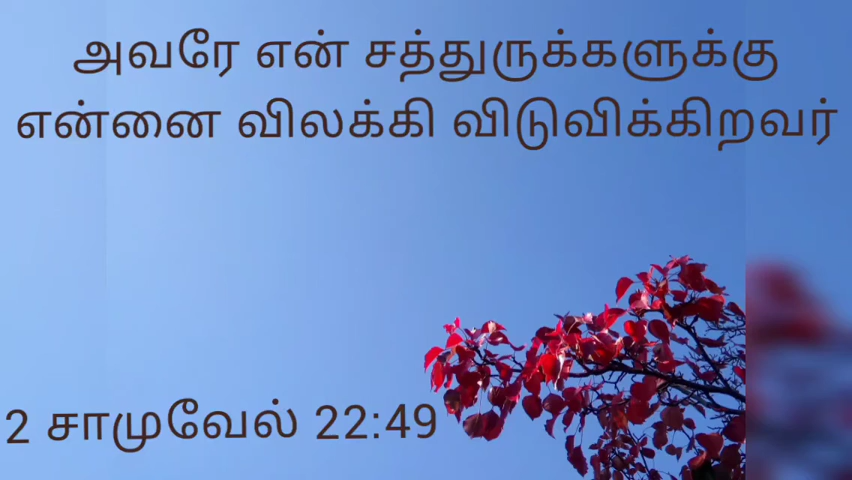 அவரே என் சத்துருக்களுக்கு
என்னை விலக்கி விடுவிக்கிறவர்
2 சாமுவேல் 22:49